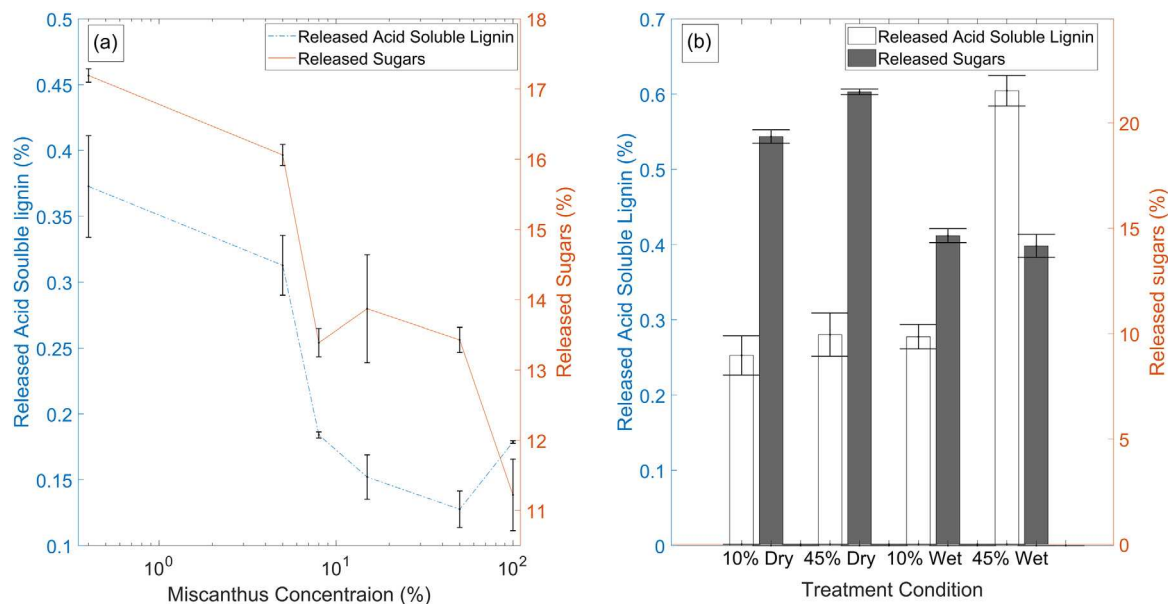 (a)
Released Acid Soluble Lignin
Released Sugars
Released Acid Soulble lignin (%)
0.5
0.45
0.4
0.35
0.3
0.25
0.2
0.15
0.1
18
17
16
15
14
13
12
11
Released Sugars (%)
10⁰ 10¹ 10²
Miscanthus Concentraion (%)
(b)
Released Acid Soluble Lignin
Released Sugars
Released Acid Soluble Lignin (%)
0.7
0.6
0.5
0.4
0.3
0.2
0.1
0
20
15
10
5
0
Released sugars (%)
10% Dry 45% Dry 10% Wet 45% Wet
Treatment Condition